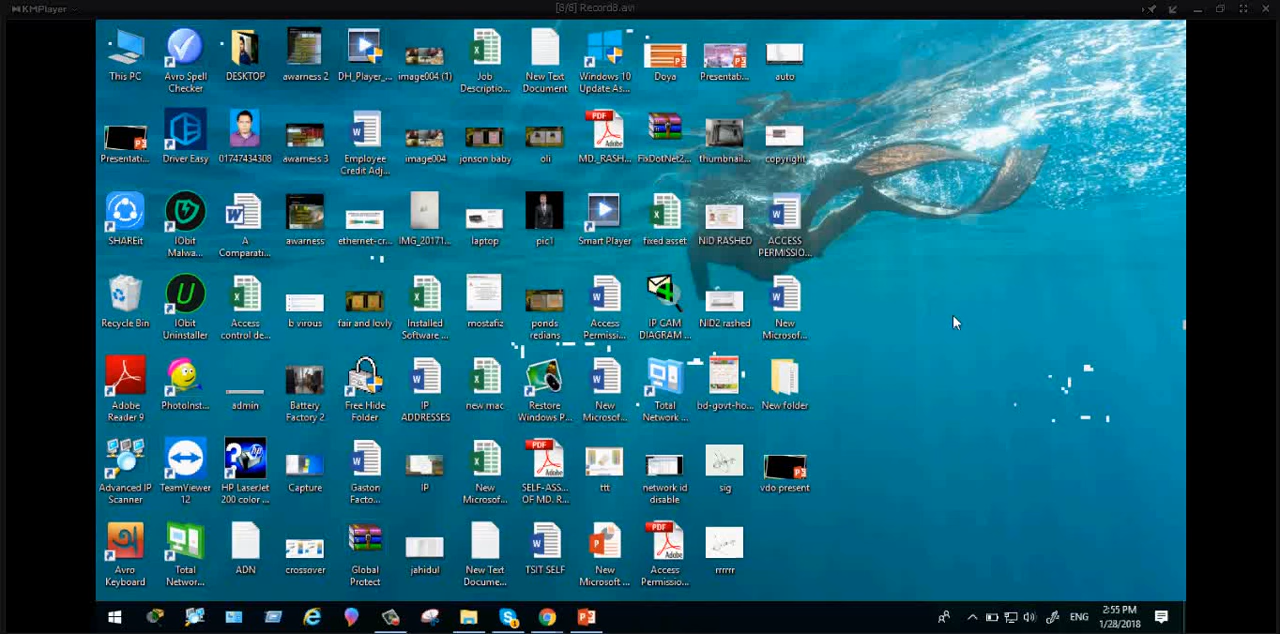 KMPlayer
[8/8] Record8.avi
This PC
Avro Spell
Checker
DESKTOP
awarness 2
DH_Player_...
image004 (1)
Job
Descriptio...
New Text
Document
Windows 10
Update As...
Doya
Presentati...
auto
Presentati...
Driver Easy
01747434308
awarness 3
Employee
Credit Adj...
image004
jonson baby
oli
MD._RASH...
FixDotNet2...
thumbnail...
copyright
SHAREit
IObit
Malwa...
A
Comparati...
awarness
ethernet-cr...
IMG_20171...
laptop
pic1
Smart Player
fixed asset
NID RASHED
ACCESS
PERMISSIO...
Recycle Bin
IObit
Uninstaller
Access
control de...
b virous
fair and lovly
Installed
Software ...
mostafiz
ponds
redians
Access
Permissi...
IP CAM
DIAGRAM ...
NID2 rashed
New
Microsof...
Adobe
Reader 9
PhotoInst...
admin
Battery
Factory 2
Free Hide
Folder
IP
ADDRESSES
new mac
Restore
Windows P...
New
Microsof...
Total
Network ...
bd-govt-ho...
New folder
Advanced IP
Scanner
TeamViewer
12
HP LaserJet
200 color ...
Capture
Gaston
Facto...
IP
New
Microsof...
SELF-ASS...
OF MD. R...
ttt
network id
disable
sig
vdo present
Avro
Keyboard
Total
Networ...
ADN
crossover
Global
Protect
jahidul
New Text
Docume...
TSIT SELF
New
Microsoft ...
Access
Permissio...
rrrrrr
ENG
2:55 PM
1/28/2018